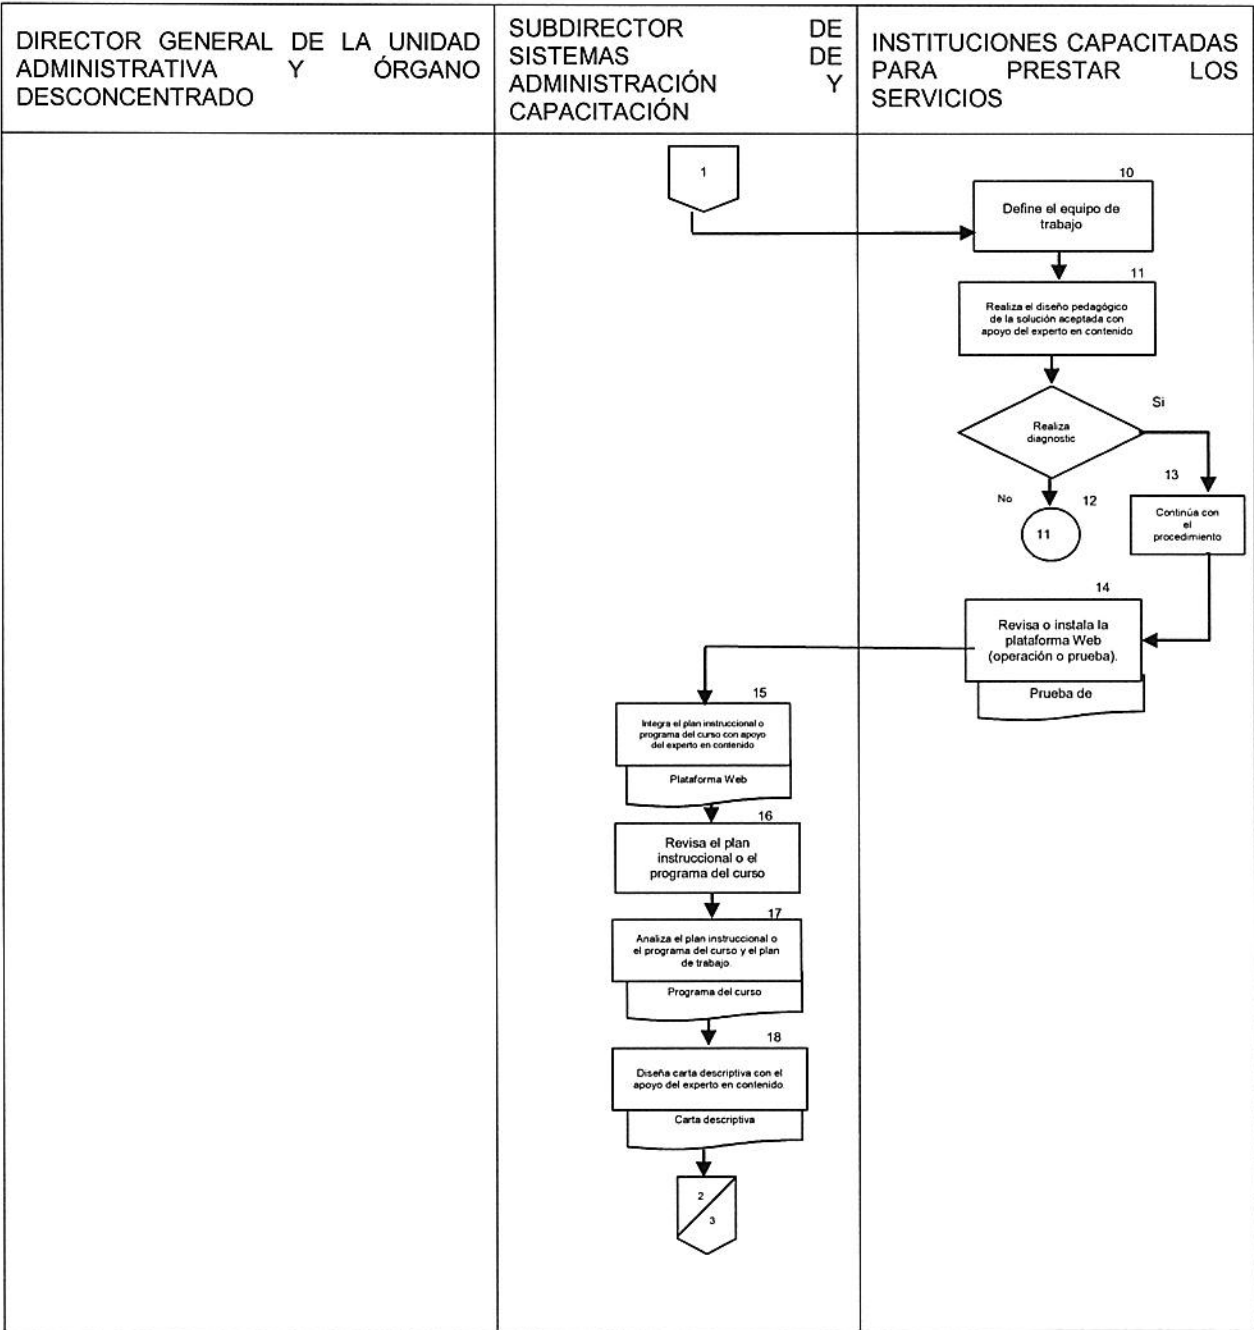 DIRECTOR GENERAL DE LA UNIDAD
ADMINISTRATIVA Y ÓRGANO
DESCONCENTRADO
SUBDIRECTOR DE
SISTEMAS DE
ADMINISTRACIÓN Y
CAPACITACIÓN
INSTITUCIONES CAPACITADAS
PARA PRESTAR LOS
SERVICIOS
1
10
Define el equipo de
trabajo
11
Realiza el diseño pedagógico
de la solución aceptada con
apoyo del experto en contenido
Realiza
diagnostic
Si
No
12
11
13
Continúa con
el
procedimiento
14
Revisa o instala la
plataforma Web
(operación o prueba).
Prueba de
15
Integra el plan instruccional o
programa del curso con apoyo
del experto en contenido
Plataforma Web
16
Revisa el plan
instruccional o el
programa del curso
17
Analiza el plan instruccional o
el programa del curso y el plan
de trabajo.
Programa del curso
18
Diseña carta descriptiva con el
apoyo del experto en contenido.
Carta descriptiva
2
3